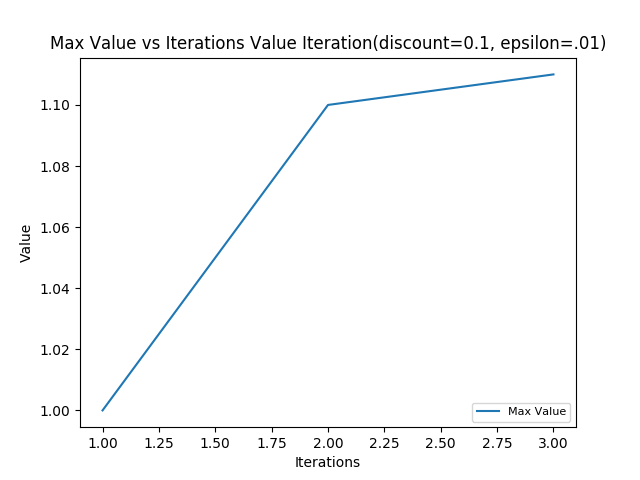 Max Value vs Iterations Value Iteration(discount=0.1, epsilon=.01)
Value
1.10
1.08
1.06
1.04
1.02
1.00
Max Value
1.00 1.25 1.50 1.75 2.00 2.25 2.50 2.75 3.00
Iterations